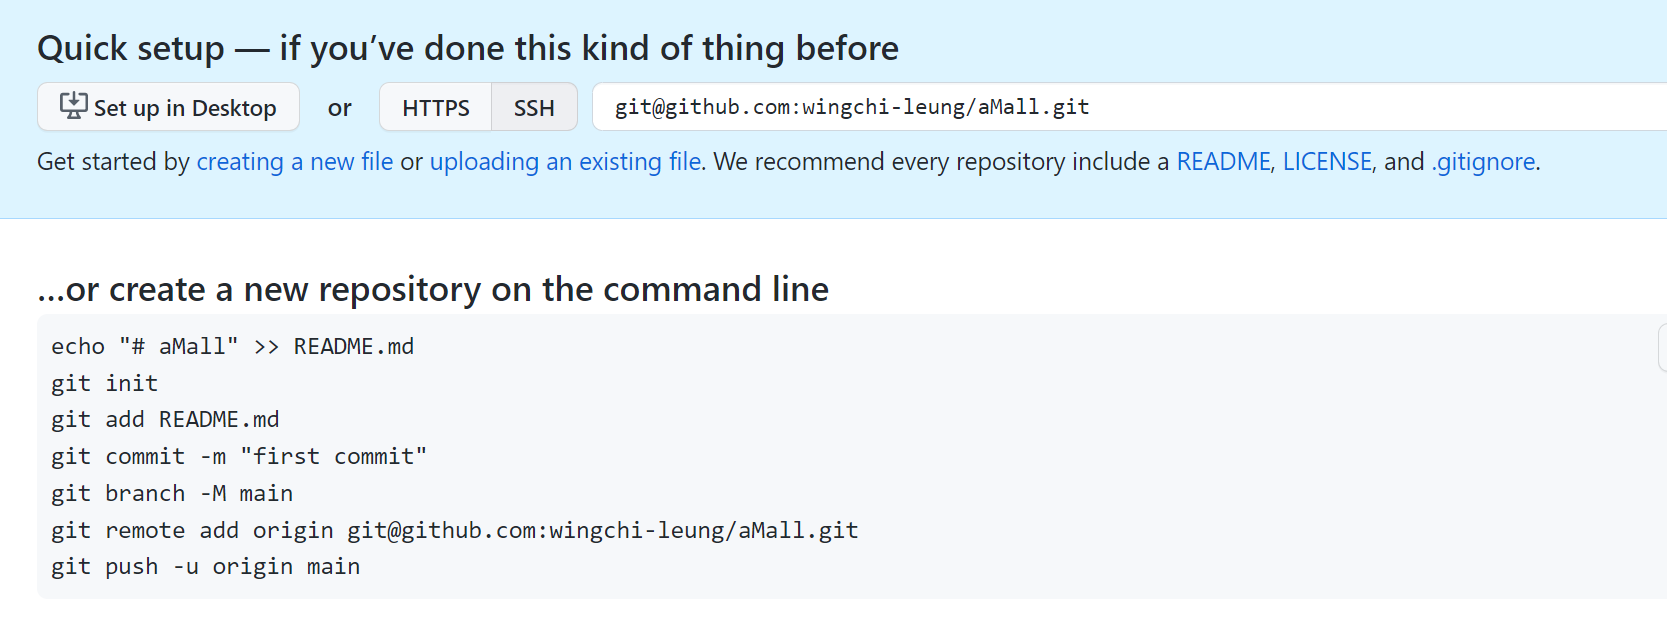 Quick setup — if you’ve done this kind of thing before
Set up in Desktop or HTTPS SSH git@github.com:wingchi-leung/aMall.git
Get started by creating a new file or uploading an existing file. We recommend every repository include a README, LICENSE, and .gitignore.
…or create a new repository on the command line
echo "# aMall" >> README.md
git init
git add README.md
git commit -m "first commit"
git branch -M main
git remote add origin git@github.com:wingchi-leung/aMall.git
git push -u origin main